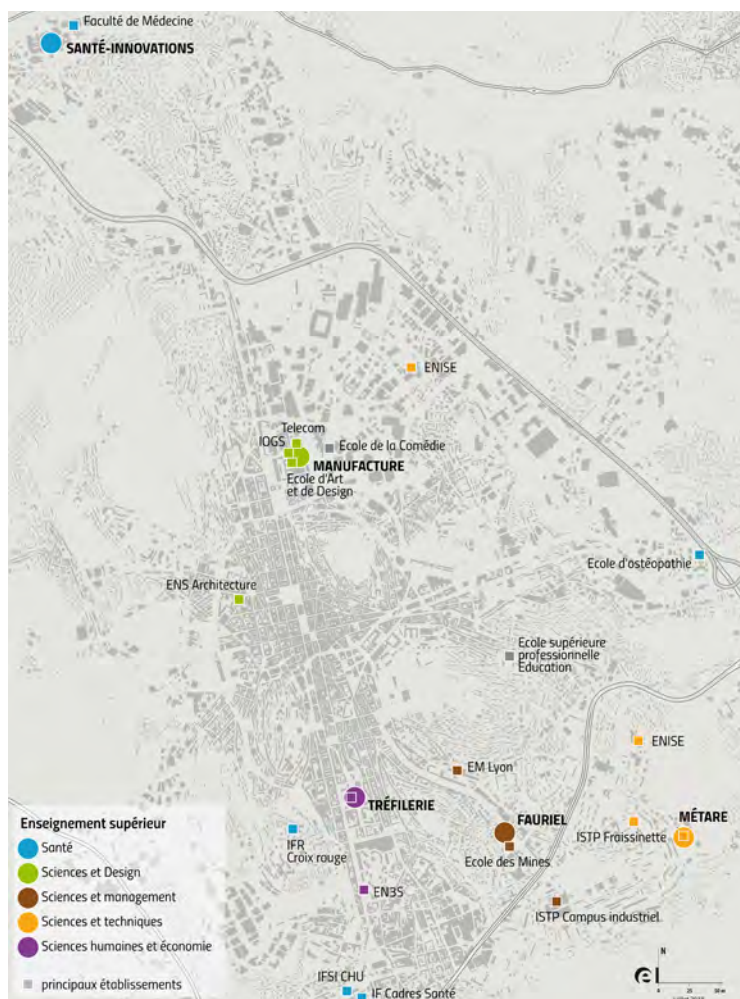 Faculté de Médecine
SANTÉ-INNOVATIONS
ENISE
Telecom
IOGS
Ecole de la Comédie
MANUFACTURE
Ecole d'Art
et de Design
Ecole d'ostéopathie
ENS Architecture
Ecole supérieure
professionnelle
Education
ENISE
EM Lyon
TRÉFILERIE
FAURIEL
MÉTARE
ISTP Fraissinette
IFR
Croix rouge
Ecole des Mines
EN3S
ISTP Campus industriel
IFSI CHU
IF Cadres Santé
Enseignement supérieur
Santé
Sciences et Design
Sciences et management
Sciences et techniques
Sciences humaines et économie
principaux établissements
N
0 25 50 m